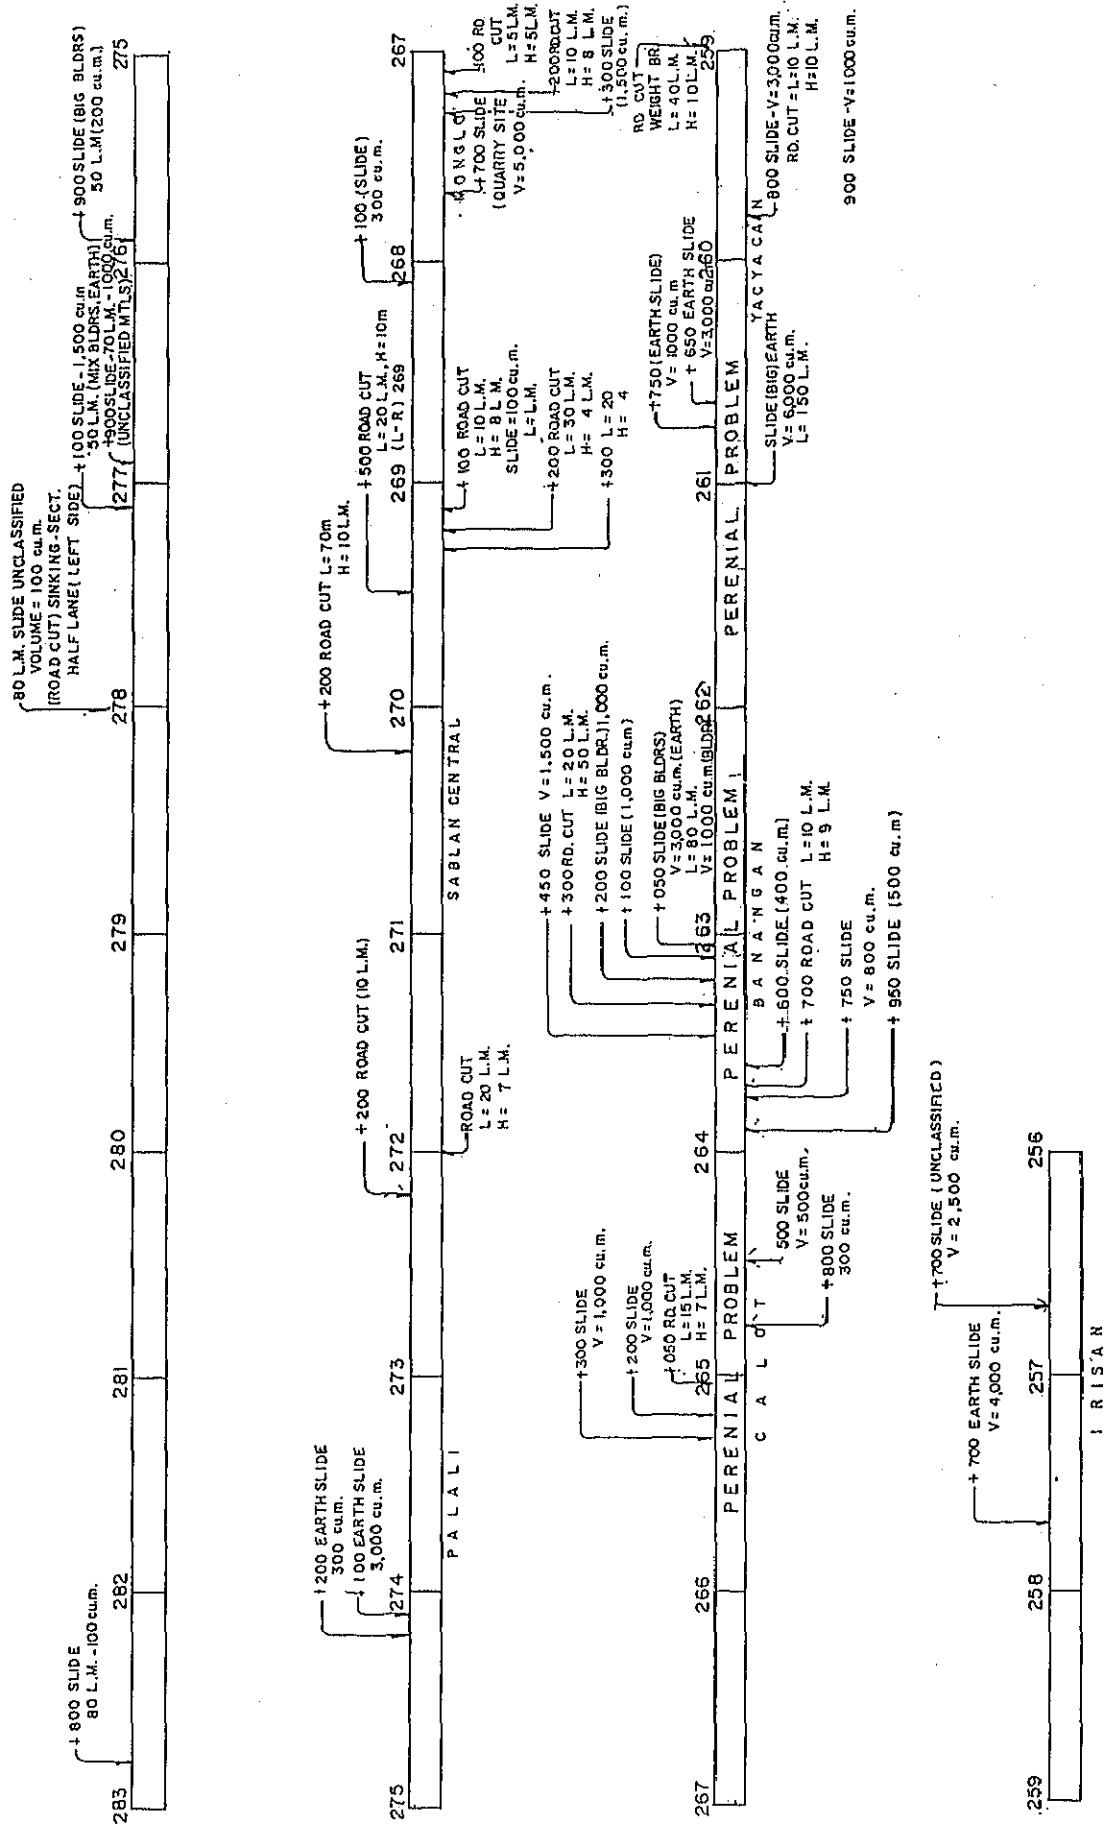 283
282
281
280
279
278
277
276
275
+800 SLIDE
80 L.M. -100 cu.m.
80 L.M. SLIDE UNCLASSIFIED
VOLUME = 100 cu.m.
(ROAD CUT) SINKING-SECT.
HALF LANE (LEFT SIDE)
+100 SLIDE -1,500 cu.m
50 L.M. (MIX BLDRS, EARTH)
+900 SLIDE-70 L.M. -1000 cu.m.
(UNCLASSIFIED MTLS)
+900 SLIDE (BIG BLDRS)
50 L.M (200 cu.m.)
275
274
273
272
271
270
269
268
267
+200 EARTH SLIDE
300 cu.m.
+100 EARTH SLIDE
3,000 cu.m.
+200 ROAD CUT (10 L.M.)
+200 ROAD CUT L=70m
H=10 L.M.
+500 ROAD CUT
L=20 L.M., H=10m
(L-R) 269
+100 (SLIDE)
300 cu.m.
PALALI
ROAD CUT
L= 20 L.M.
H= 7 L.M.
SABLAN CENTRAL
+100 ROAD CUT
L=10 L.M.
H= 8 L.M.
SLIDE=100 cu.m.
L=L.M.
+200 ROAD CUT
L= 30 L.M.
H= 4 L.M.
+300 L= 20
H= 4
+700 SLIDE
(QUARRY SITE
V=5,000 cu.m.
+100 RD.
CUT
L=5 L.M.
H=5 L.M.
+200 RD.CUT
L=10 L.M.
H= 8 L.M.
+300 SLIDE
(1,500 cu.m.)
267
266
265
264
263
262
261
260
259
+300 SLIDE
V=1,000 cu.m.
+200 SLIDE
V=1,000 cu.m.
+050 RD. CUT
L=15 L.M.
H=7 L.M.
+450 SLIDE V=1,500 cu.m.
+300 RD. CUT L=20 L.M.
H=50 L.M.
+200 SLIDE (BIG BLDR.) 1,000 cu.m.
+100 SLIDE (1,000 cu.m)
+050 SLIDE (BIG BLDRS)
V=3,000 cu.m. (EARTH)
L=80 L.M.
V=1000 cu.m (BLDR
+750 (EARTH SLIDE)
V= 1000 cu.m
+ 650 EARTH SLIDE
V=3,000 cu.m
RD. CUT
WEIGHT BR.
L= 40 L.M.
H= 10 L.M.
PERENIAL PROBLEM
PERENIAL PROBLEM
PERENIAL PROBLEM
CALOT
500 SLIDE
V= 500 cu.m.
+800 SLIDE
300 cu.m.
BANANGAN
+600 SLIDE (400 cu.m)
+ 700 ROAD CUT L=10 L.M.
H= 9 L.M.
+ 750 SLIDE
V= 800 cu.m.
+ 950 SLIDE (500 cu.m)
SLIDE (BIG) EARTH
V= 6,000 cu.m.
L= 150 L.M.
YACYACAN
+800 SLIDE-V=3,000 cu.m.
RD. CUT=L=10 L.M.
H=10 L.M.
900 SLIDE -V=1000 cu.m.
259
258
257
256
+ 700 EARTH SLIDE
V=4,000 cu.m.
+700 SLIDE (UNCLASSIFIED)
V= 2,500 cu.m.
IRISAN